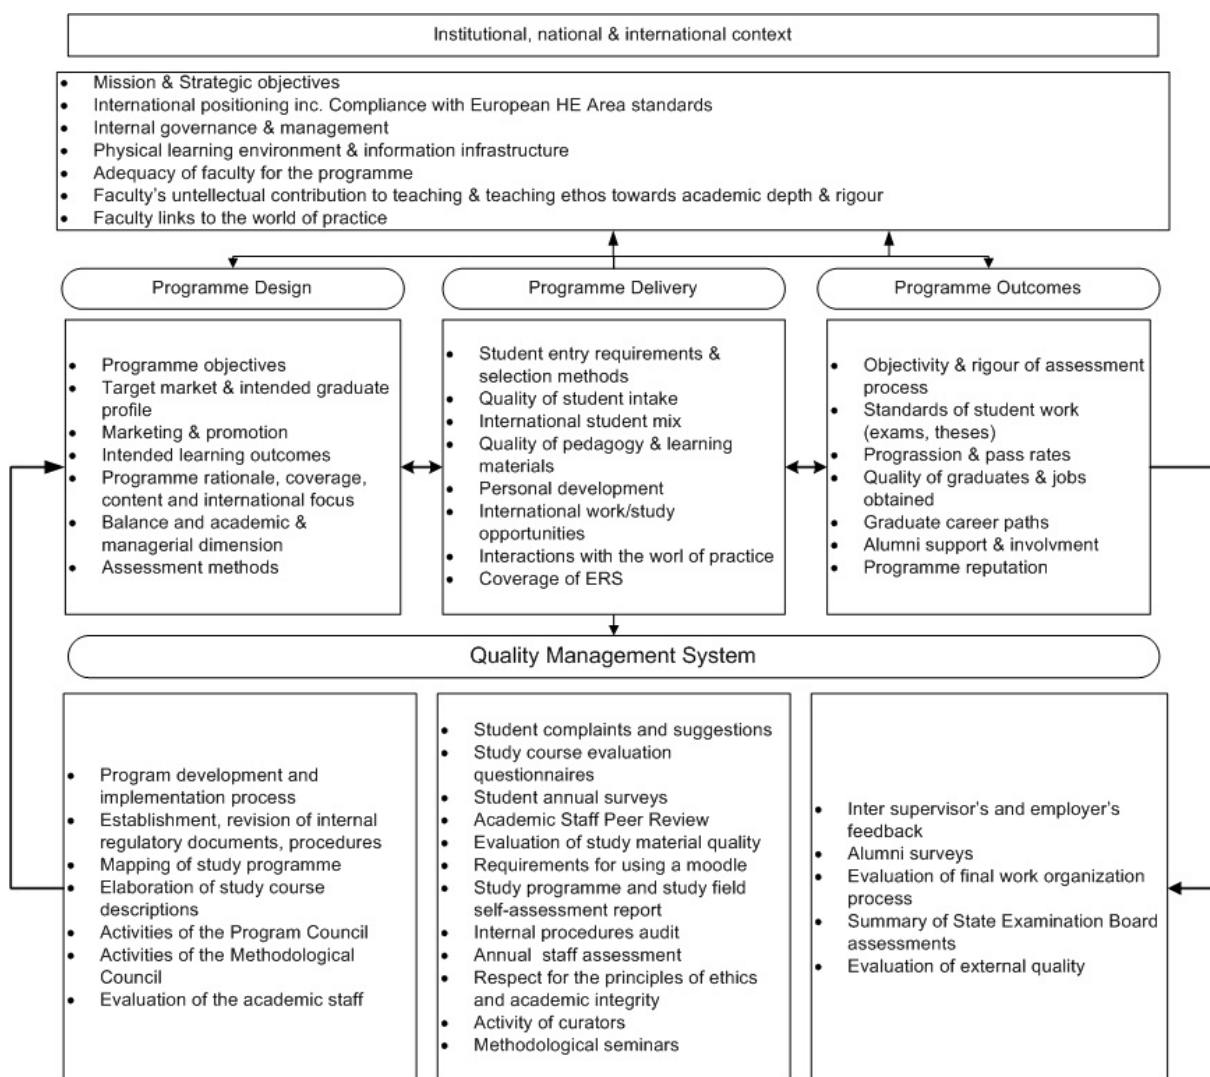 Institutional, national & international context
• Mission & Strategic objectives
• International positioning inc. Compliance with European HE Area standards
• Internal governance & management
• Physical learning environment & information infrastructure
• Adequacy of faculty for the programme
• Faculty's untellectual contribution to teaching & teaching ethos towards academic depth & rigour
• Faculty links to the world of practice
Programme Design
• Programme objectives
• Target market & intended graduate
profile
• Marketing & promotion
• Intended learning outcomes
• Programme rationale, coverage,
content and international focus
• Balance and academic &
managerial dimension
• Assessment methods
Programme Delivery
• Student entry requirements &
selection methods
• Quality of student intake
• International student mix
• Quality of pedagogy & learning
materials
• Personal development
• International work/study
opportunities
• Interactions with the worl of practice
• Coverage of ERS
Programme Outcomes
• Objectivity & rigour of assessment
process
• Standards of student work
(exams, theses)
• Prograssion & pass rates
• Quality of graduates & jobs
obtained
• Graduate career paths
• Alumni support & involvment
• Programme reputation
Quality Management System
• Program development and
implementation process
• Establishment, revision of internal
regulatory documents, procedures
• Mapping of study programme
• Elaboration of study course
descriptions
• Activities of the Program Council
• Activities of the Methodological
Council
• Evaluation of the academic staff
• Student complaints and suggestions
• Study course evaluation
questionnaires
• Student annual surveys
• Academic Staff Peer Review
• Evaluation of study material quality
• Requirements for using a moodle
• Study programme and study field
self-assessment report
• Internal procedures audit
• Annual staff assessment
• Respect for the principles of ethics
and academic integrity
• Activity of curators
• Methodological seminars
• Inter supervisor's and employer's
feedback
• Alumni surveys
• Evaluation of final work organization
process
• Summary of State Examination Board
assessments
• Evaluation of external quality